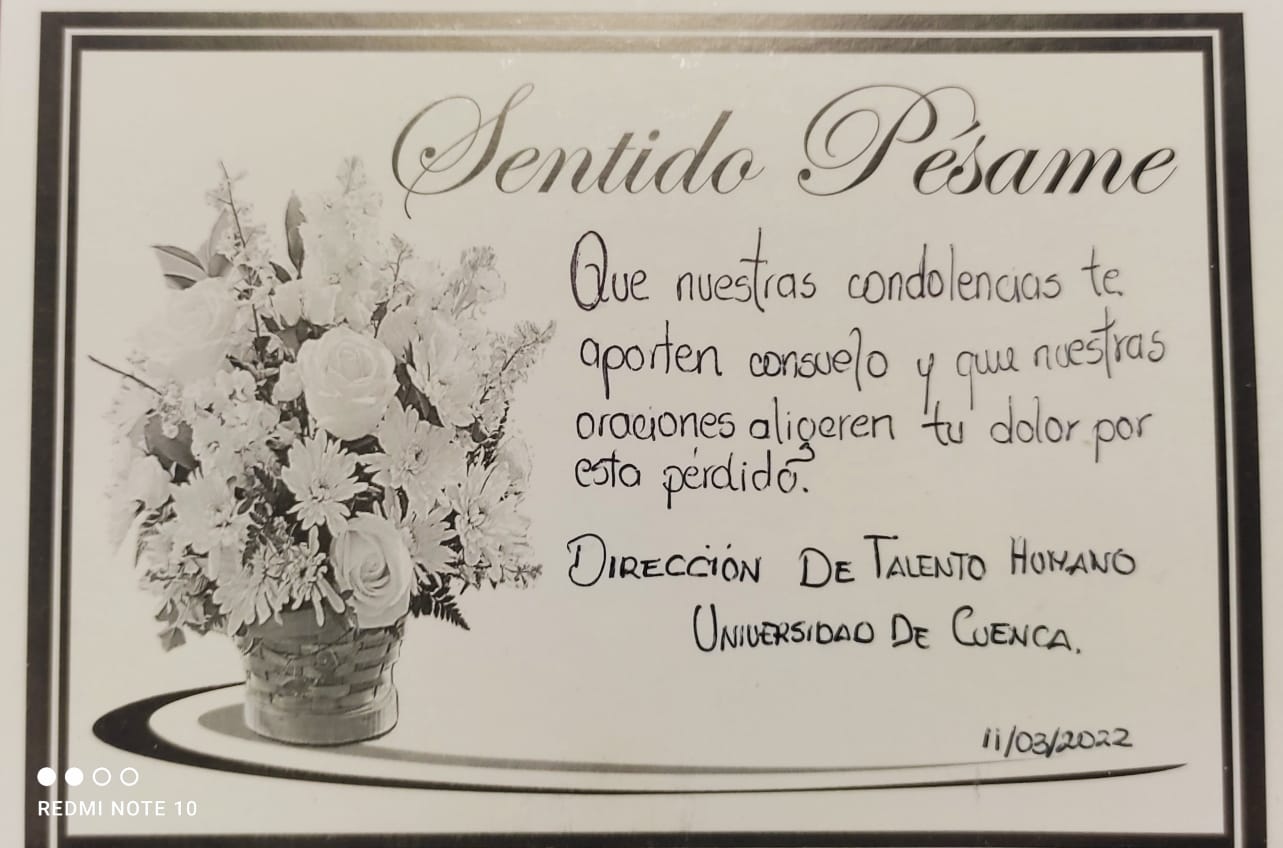 Sentido Pésame
Que nuestras condolencias te
aporten consuelo y que nuestras
oraciones aligeren tu dolor por
esta pérdida.
DIRECCIÓN DE TALENTO HUMANO
UNIVERSIDAD DE CUENCA.
11/03/2022
REDMI NOTE 10